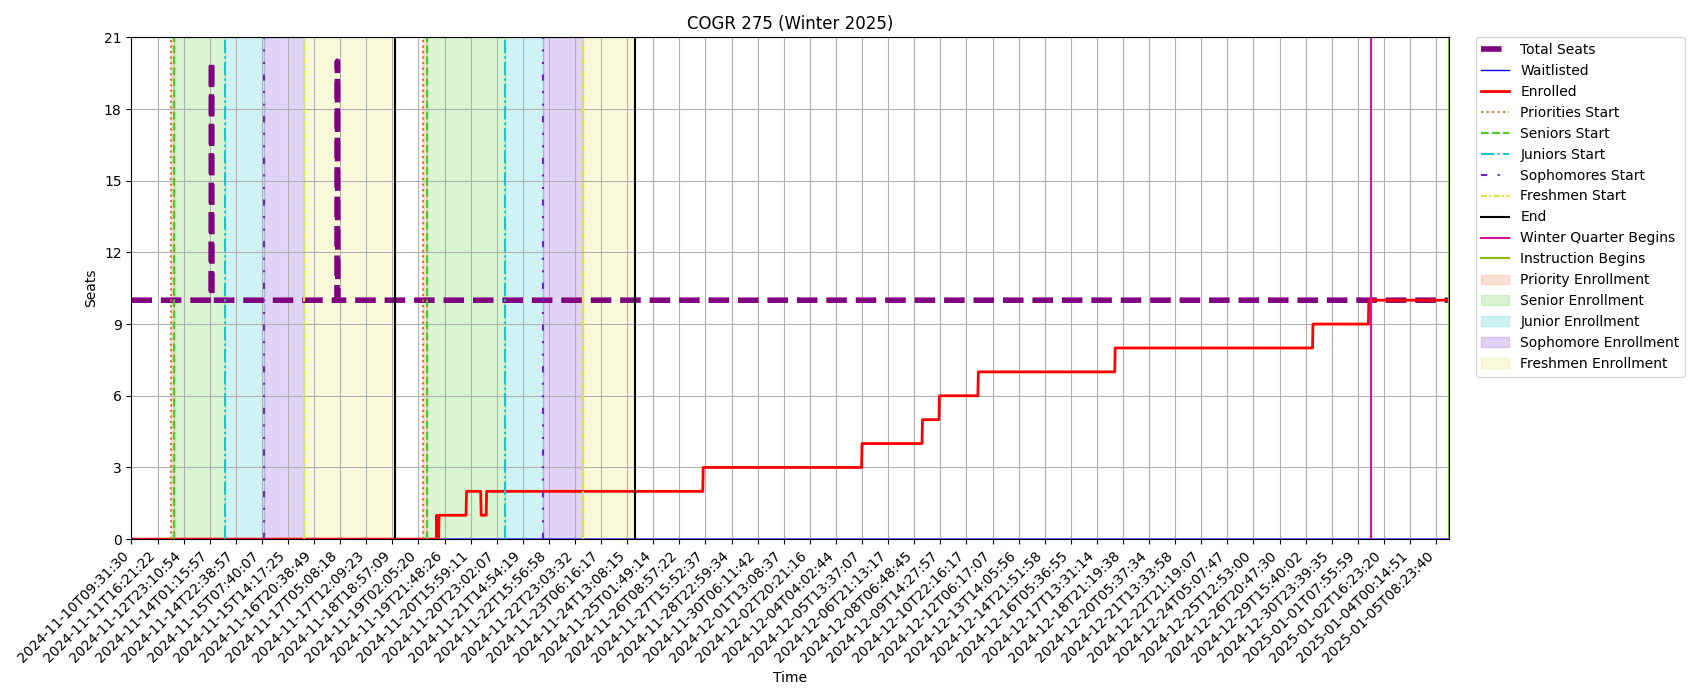 COGR 275 (Winter 2025)
21
18
15
12
9
6
3
0
Seats
2024-11-10T09:31:30
2024-11-11T16:21:22
2024-11-12T23:10:54
2024-11-14T01:15:57
2024-11-14T22:38:57
2024-11-15T07:40:07
2024-11-15T14:17:25
2024-11-16T20:38:49
2024-11-17T05:08:18
2024-11-17T12:09:23
2024-11-18T18:57:09
2024-11-19T02:05:20
2024-11-19T21:48:26
2024-11-20T15:59:11
2024-11-20T23:02:07
2024-11-21T14:54:19
2024-11-22T15:56:58
2024-11-22T23:03:32
2024-11-23T06:16:17
2024-11-24T13:08:15
2024-11-25T01:49:14
2024-11-26T08:57:22
2024-11-27T15:52:37
2024-11-28T22:59:34
2024-11-30T06:11:42
2024-12-01T13:08:37
2024-12-02T20:21:16
2024-12-04T04:02:44
2024-12-05T13:37:07
2024-12-06T21:13:17
2024-12-08T06:48:45
2024-12-09T14:27:57
2024-12-10T22:16:17
2024-12-12T06:17:07
2024-12-13T14:05:56
2024-12-14T21:51:58
2024-12-16T05:36:55
2024-12-17T13:31:14
2024-12-18T21:19:38
2024-12-20T05:37:34
2024-12-21T13:33:58
2024-12-22T21:19:07
2024-12-24T05:07:47
2024-12-25T12:53:00
2024-12-26T20:47:30
2024-12-29T15:40:02
2024-12-30T23:39:35
2025-01-01T07:55:59
2025-01-02T16:23:20
2025-01-04T00:14:51
2025-01-05T08:23:40
Time
Total Seats
Waitlisted
Enrolled
Priorities Start
Seniors Start
Juniors Start
Sophomores Start
Freshmen Start
End
Winter Quarter Begins
Instruction Begins
Priority Enrollment
Senior Enrollment
Junior Enrollment
Sophomore Enrollment
Freshmen Enrollment